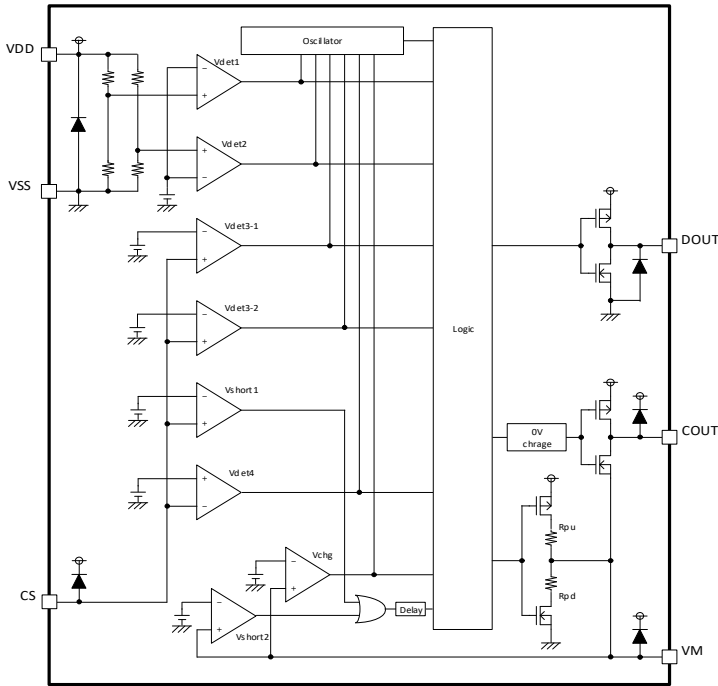 Oscillator
VDD
Vdet1
−
+
Vdet2
+
−
VSS
Vdet3-1
−
+
DOUT
Vdet3-2
−
+
Logic
Vshort1
−
+
0V
chrage
COUT
Vdet4
+
−
Rpu
Vchg
−
+
Rpd
CS
−
+
Vshort2
Delay
VM